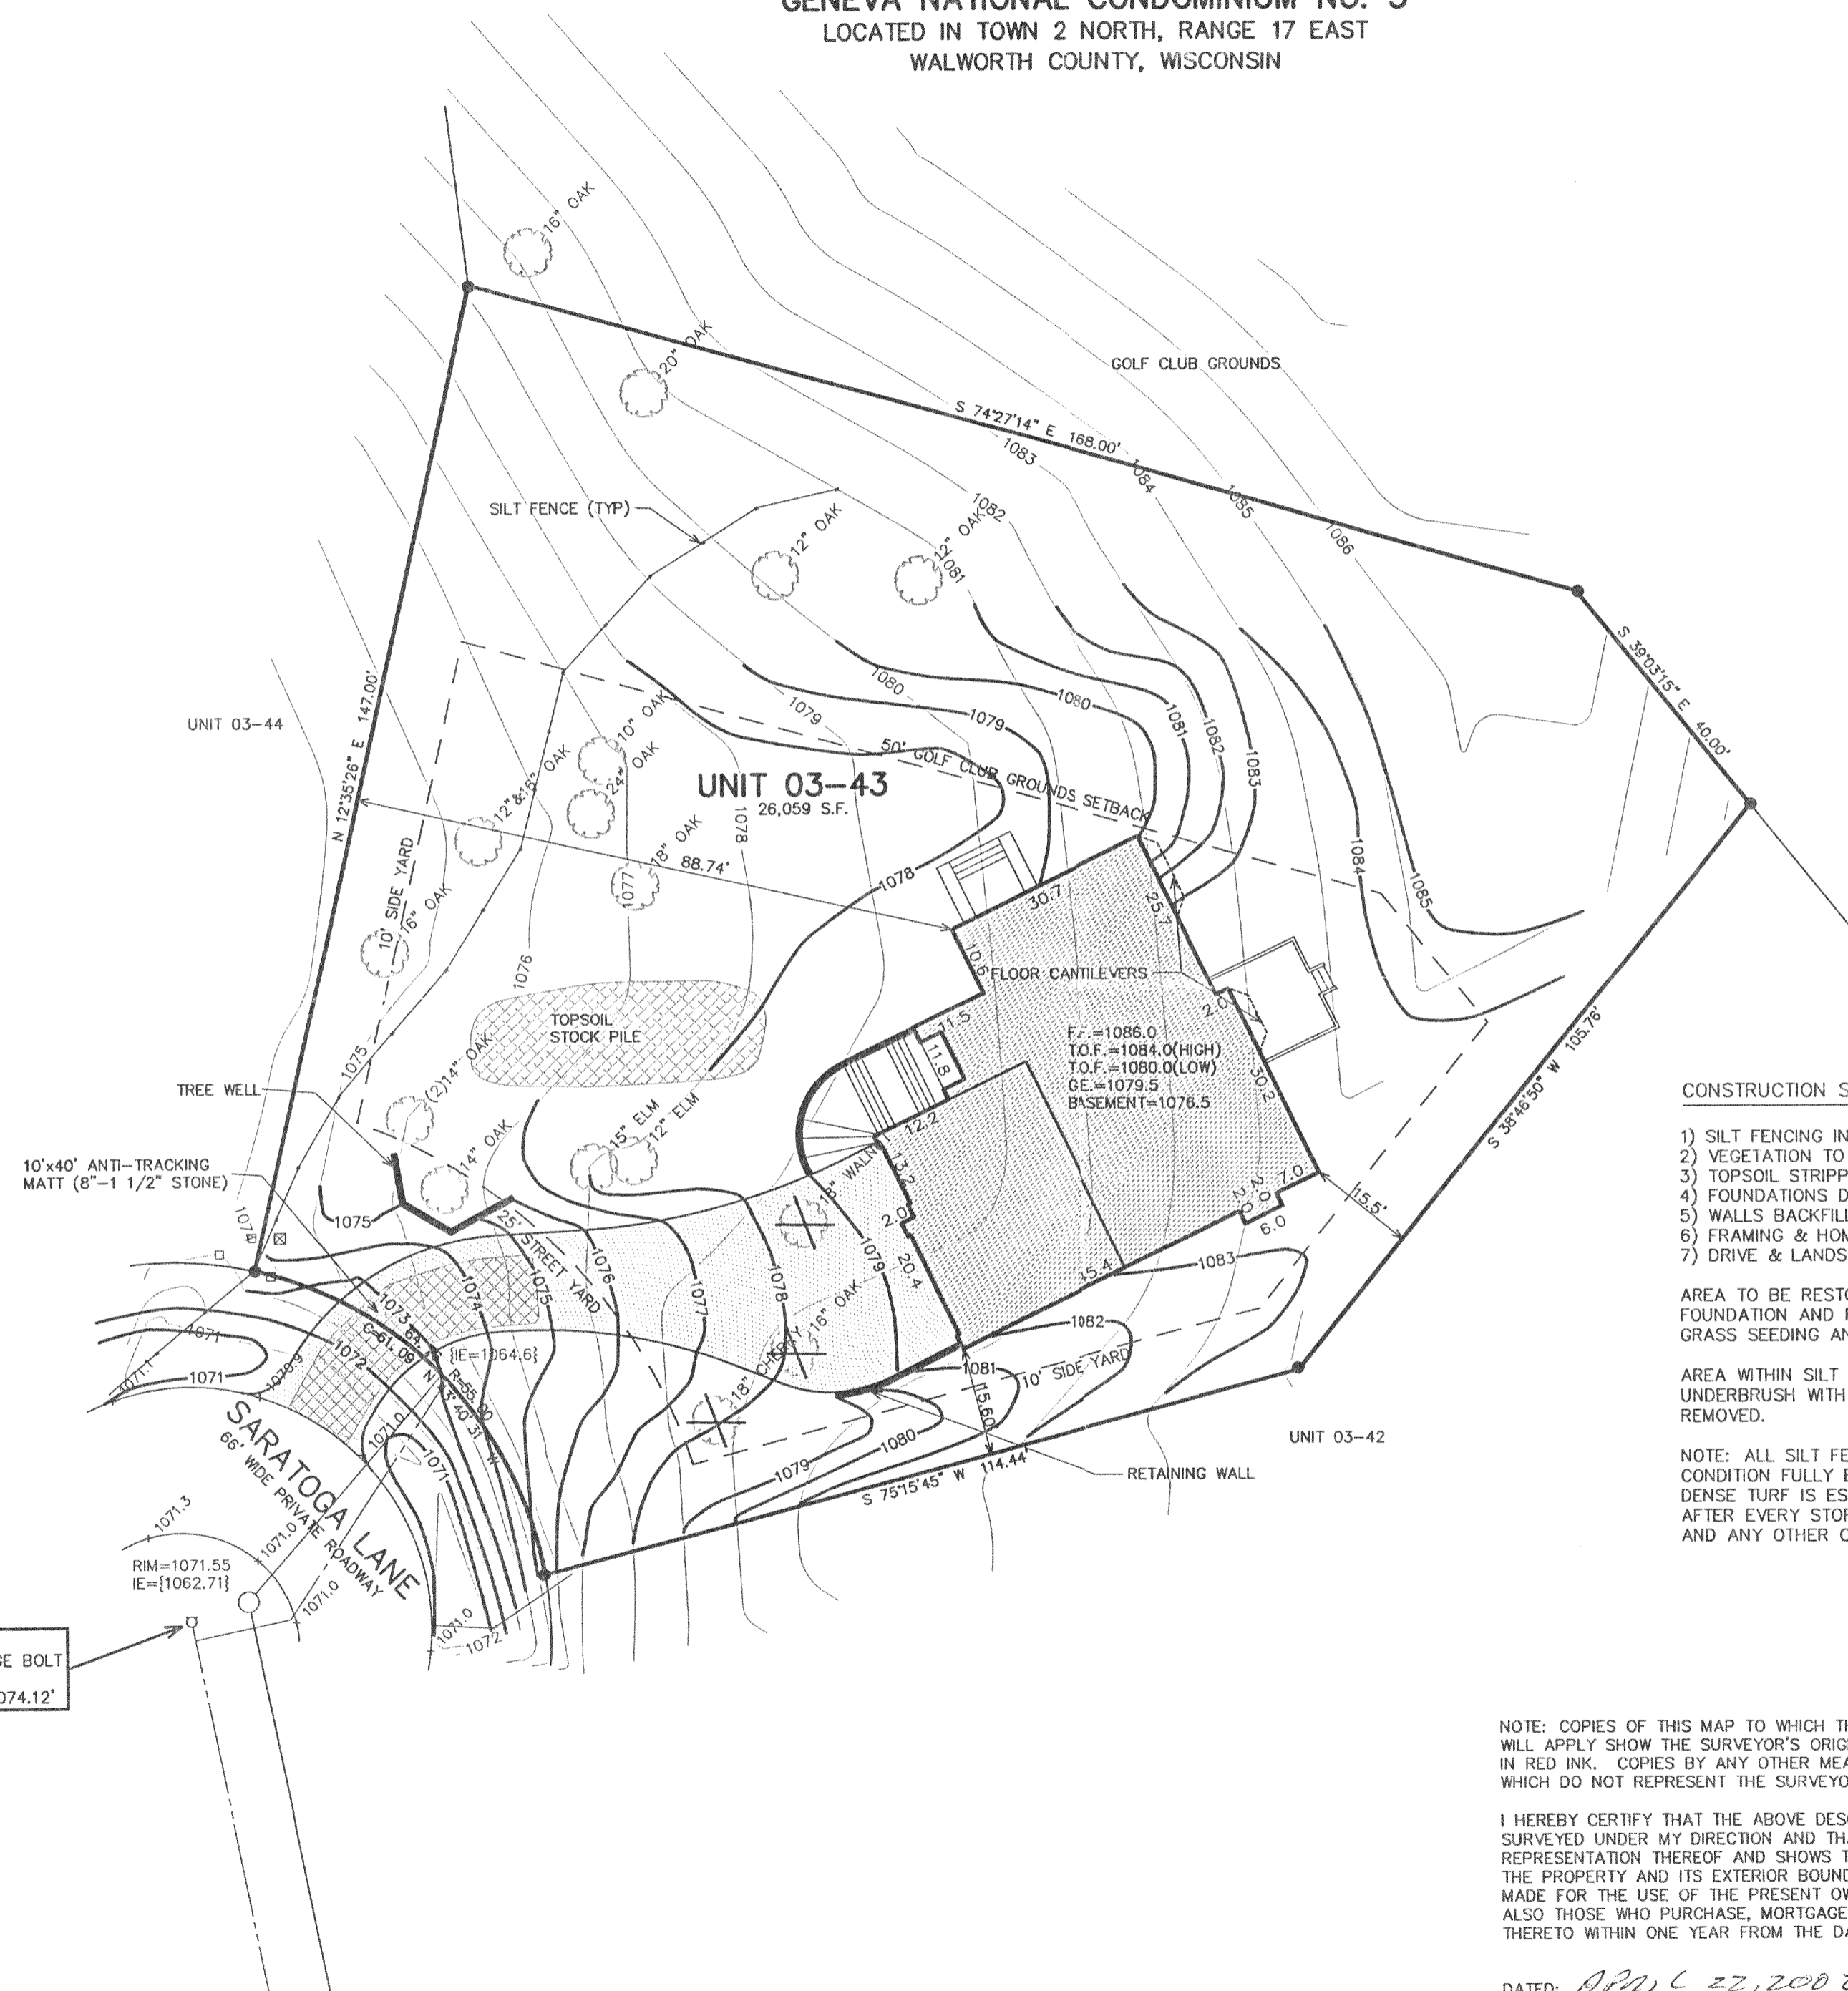 GENEVA NATIONAL CONDOMINIUM NO. 3
LOCATED IN TOWN 2 NORTH, RANGE 17 EAST
WALWORTH COUNTY, WISCONSIN
16" OAK
20" OAK
GOLF CLUB GROUNDS
S 74°27'14" E 168.00'
1083
1084
1085
1086
SILT FENCE (TYP)
12" OAK
12" OAK
1082
1081
S 39°03'15" E 40.00'
UNIT 03-44
N 12°35'26" E 147.00'
1080
1079
1080
1079
1081
1082
1083
10" OAK
24" OAK
12"&16" OAK
50' GOLF CLUB GROUNDS SETBACK
UNIT 03-43
26,059 S.F.
1078
18" OAK
88.74'
1077
1078
1084
1085
10' SIDE YARD
16" OAK
1076
30.7
25.7
10.6
FLOOR CANTILEVERS
2.0
TOPSOIL
STOCK PILE
11.5
11.8
F.F.=1086.0
T.O.F.=1084.0(HIGH)
T.O.F.=1080.0(LOW)
GE.=1079.5
BASEMENT=1076.5
30.2
S 38°46'50" W 105.76'
1075
(2)14" OAK
TREE WELL
14" OAK
15" ELM
12" ELM
12.2
13.2
2.0
20.4
7.0
2.0
2.0
6.0
15.5'
10'x40' ANTI-TRACKING
MATT (8"-1 1/2" STONE)
1075
25' STREET YARD
1074
1073
1074
1075
1076
1077
1078
1079
16" OAK
18" CHERRY
1083
1082
1081
10' SIDE YARD
15.60'
1080
1079
S 75°15'45" W 114.44'
RETAINING WALL
UNIT 03-42
{IE=1064.6}
C=61.09
1072
1071
1071
1071.1
1070.9
1071.0
1071
SARATOGA LANE
66' WIDE PRIVATE ROADWAY
1071.3
1071.0
1071.0
RIM=1071.55
IE={1062.71}
1071.0
1072
BOLT
074.12'
CONSTRUCTION S
1) SILT FENCING IN
2) VEGETATION TO
3) TOPSOIL STRIPP
4) FOUNDATIONS D
5) WALLS BACKFILL
6) FRAMING & HOM
7) DRIVE & LANDS
AREA TO BE RESTO
FOUNDATION AND
GRASS SEEDING AN
AREA WITHIN SILT
UNDERBRUSH WITH
REMOVED.
NOTE: ALL SILT FE
CONDITION FULLY
DENSE TURF IS ES
AFTER EVERY STOR
AND ANY OTHER
NOTE: COPIES OF THIS MAP TO WHICH TH
WILL APPLY SHOW THE SURVEYOR'S ORIG
IN RED INK. COPIES BY ANY OTHER MEA
WHICH DO NOT REPRESENT THE SURVEYO
I HEREBY CERTIFY THAT THE ABOVE DES
SURVEYED UNDER MY DIRECTION AND THA
REPRESENTATION THEREOF AND SHOWS T
THE PROPERTY AND ITS EXTERIOR BOUND
MADE FOR THE USE OF THE PRESENT OW
ALSO THOSE WHO PURCHASE, MORTGAGE
THERETO WITHIN ONE YEAR FROM THE DA
DATED: APRIL 22, 200